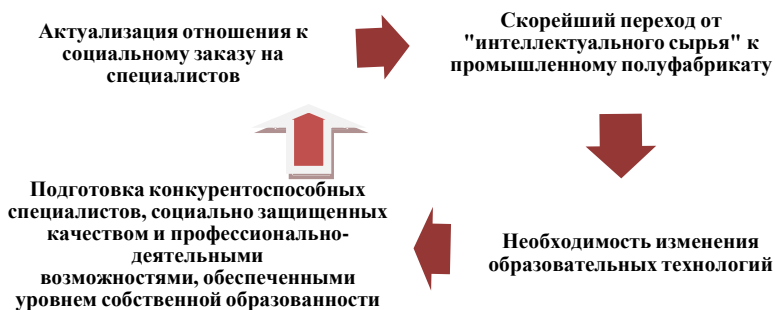 Актуализация отношения к
социальному заказу на
специалистов
Скорейший переход от
"интеллектуального сырья" к
промышленному полуфабрикату
Необходимость изменения
образовательных технологий
Подготовка конкурентоспособных
специалистов, социально защищенных
качеством и профессионально-
деятельными
возможностями, обеспеченными
уровнем собственной образованности